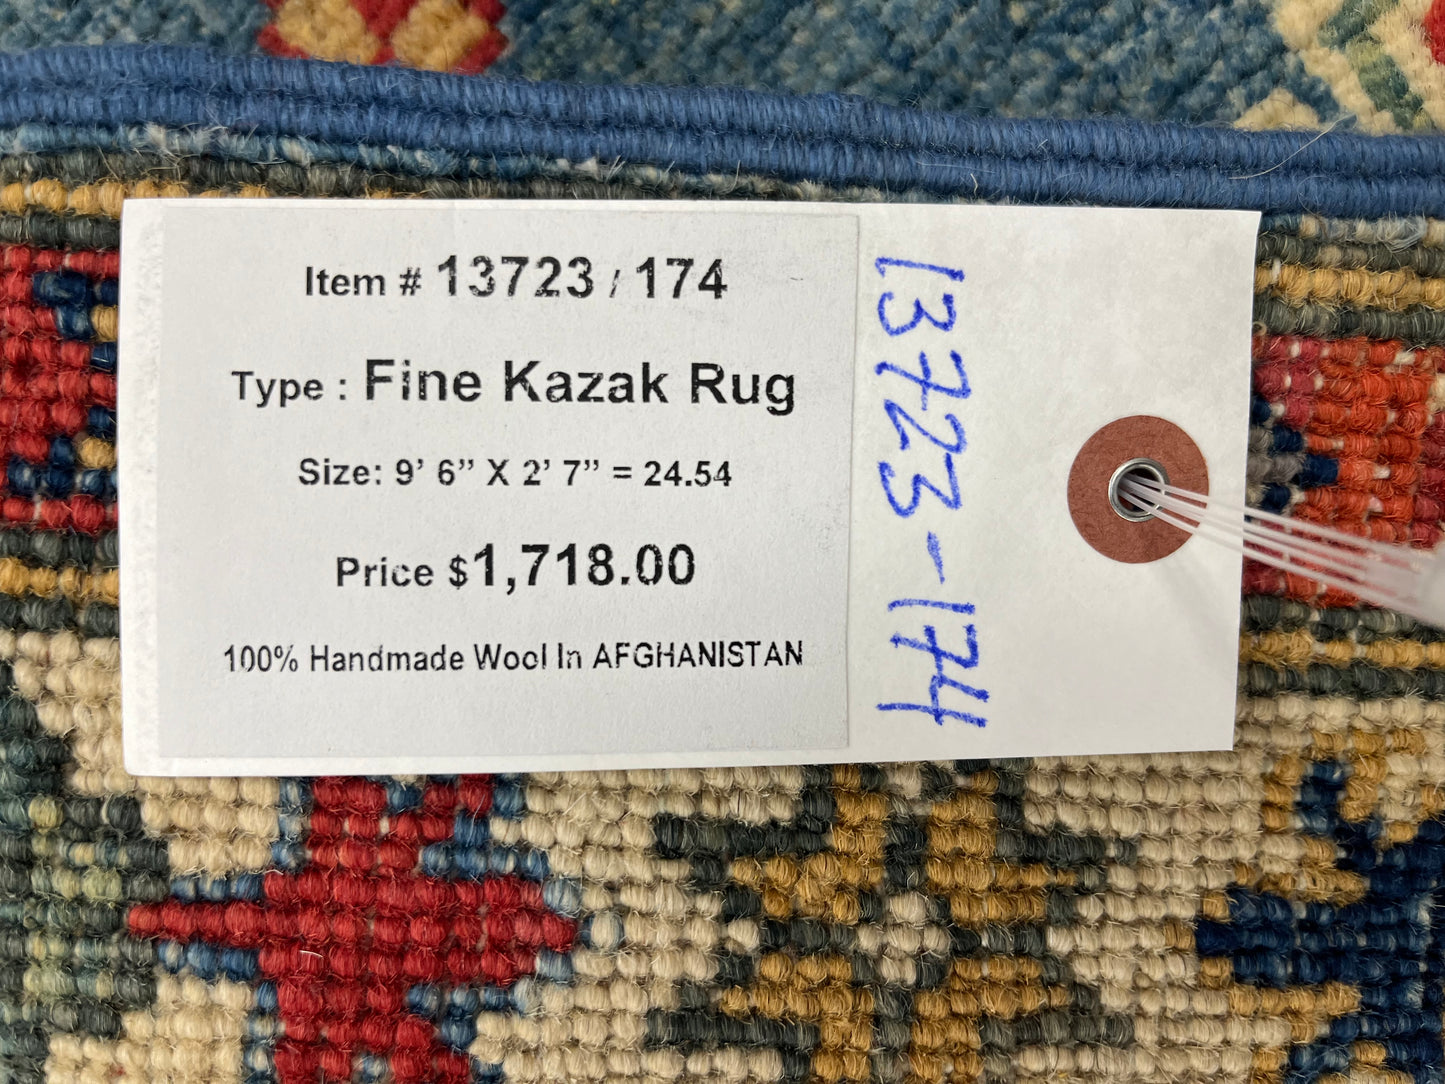 Item # 13723 / 174
Type : Fine Kazak Rug
Size: 9’ 6” X 2’ 7” = 24.54
Price $1,718.00
100% Handmade Wool In AFGHANISTAN
13723-174